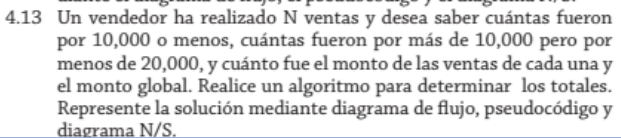 4.13 Un vendedor ha realizado N ventas y desea saber cuántas fueron
por 10,000 o menos, cuántas fueron por más de 10,000 pero por
menos de 20,000, y cuánto fue el monto de las ventas de cada una y
el monto global. Realice un algoritmo para determinar los totales.
Represente la solución mediante diagrama de flujo, pseudocódigo y
diagrama N/S.